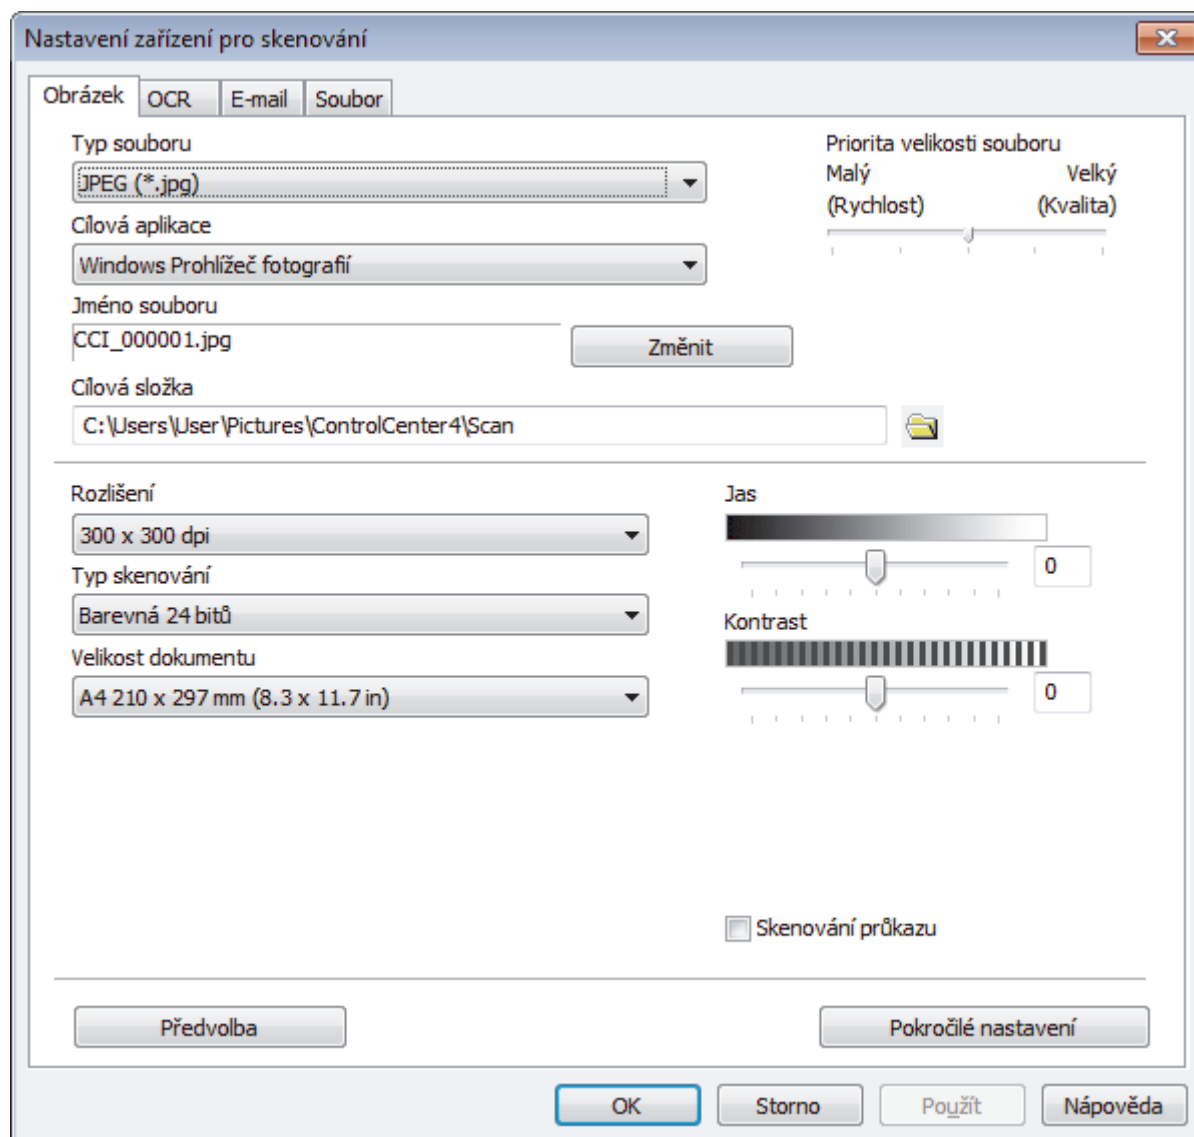 Nastavení zařízení pro skenování
Obrázek OCR E-mail Soubor
Typ souboru
JPEG (*.jpg)
Priorita velikosti souboru
Malý Velký
(Rychlost) (Kvalita)
Cílová aplikace
Windows Prohlížeč fotografií
Jméno souboru
CCI_000001.jpg
Změnit
Cílová složka
C:\Users\User\Pictures\ControlCenter4\Scan
Rozlišení
300 x 300 dpi
Typ skenování
Barevná 24 bitů
Velikost dokumentu
A4 210 x 297 mm (8.3 x 11.7 in)
Jas
0
Kontrast
0
Skenování průkazu
Předvolba
Pokročilé nastavení
OK Storno Použít Nápověda